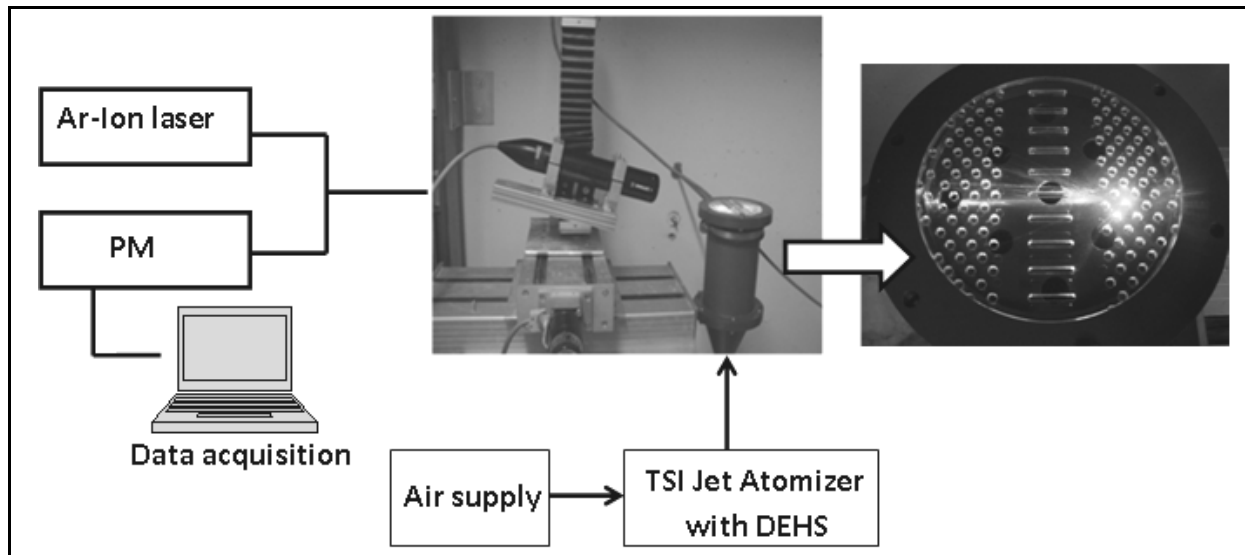 Ar-Ion laser
PM
Data acquisition
Air supply
TSI Jet Atomizer
with DEHS